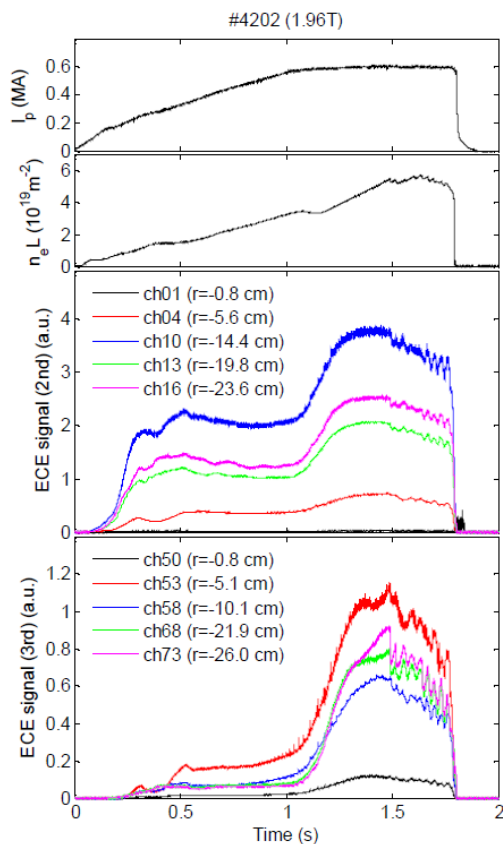 #4202 (1.96T)
I_p (MA)
0.6
0.4
0.2
0
n_eL (10^19m^-2)
6
4
2
0
ECE signal (2nd) (a.u.)
4
3
2
1
0
ch01 (r=-0.8 cm)
ch04 (r=-5.6 cm)
ch10 (r=-14.4 cm)
ch13 (r=-19.8 cm)
ch16 (r=-23.6 cm)
ECE signal (3rd) (a.u.)
1.2
1
0.8
0.6
0.4
0.2
0
ch50 (r=-0.8 cm)
ch53 (r=-5.1 cm)
ch58 (r=-10.1 cm)
ch68 (r=-21.9 cm)
ch73 (r=-26.0 cm)
0 0.5 1 1.5 2
Time (s)